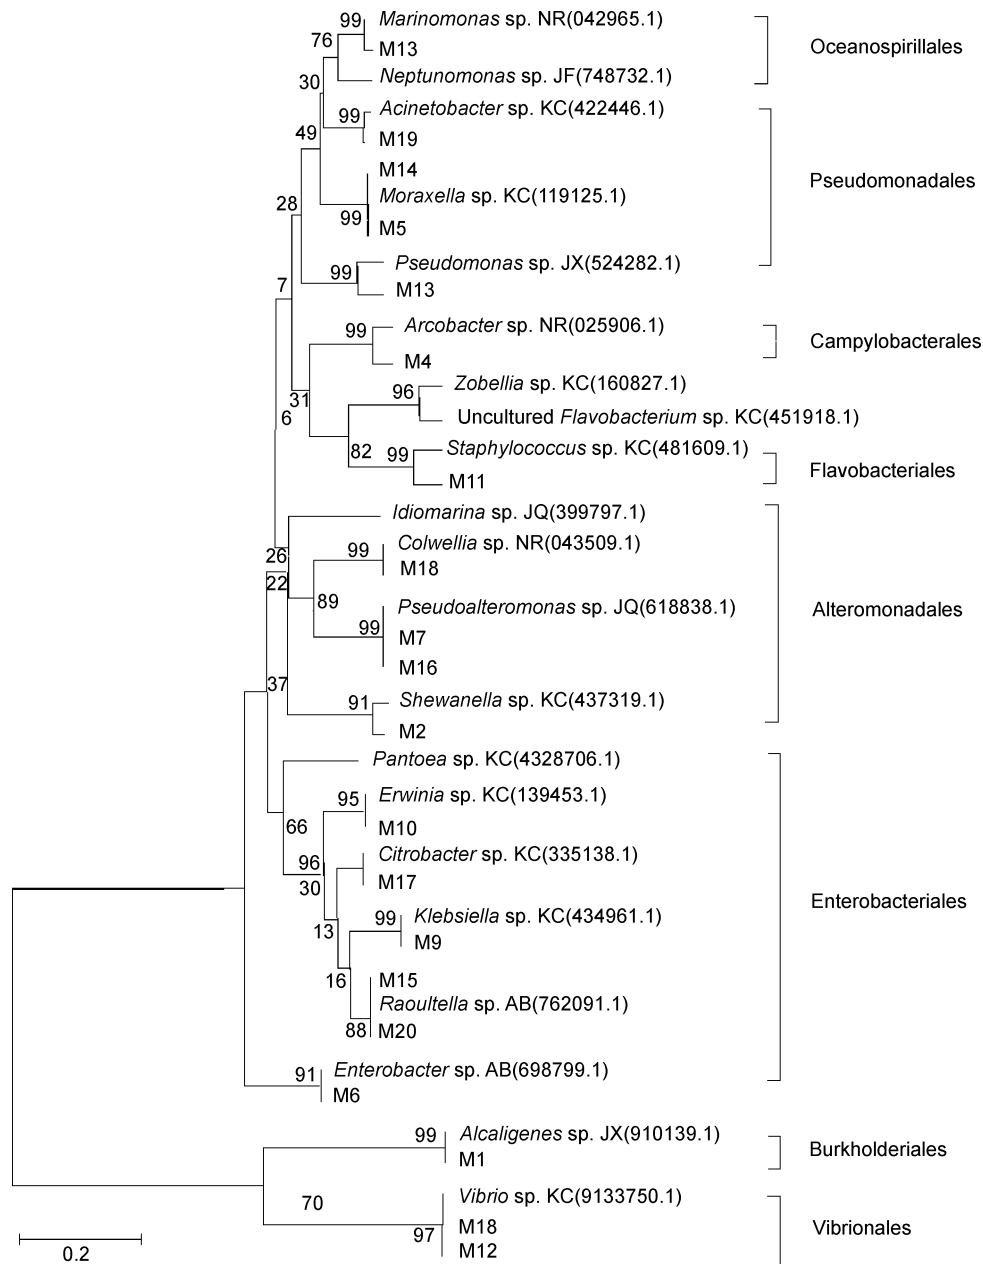 99 Marinomonas sp. NR(042965.1)
76
M13
Oceanospirillales
30
Neptunomonas sp. JF(748732.1)
99 Acinetobacter sp. KC(422446.1)
49
M19
M14
Pseudomonadales
Moraxella sp. KC(119125.1)
28
99
M5
Pseudomonas sp. JX(524282.1)
99
7
M13
99 Arcobacter sp. NR(025906.1)
Campylobacterales
M4
Zobellia sp. KC(160827.1)
96
31
6
Uncultured Flavobacterium sp. KC(451918.1)
82
99 Staphylococcus sp. KC(481609.1)
Flavobacteriales
M11
Idiomarina sp. JQ(399797.1)
99 Colwellia sp. NR(043509.1)
26
M18
22
89
Pseudoalteromonas sp. JQ(618838.1)
Alteromonadales
99
M7
M16
37
91 Shewanella sp. KC(437319.1)
M2
Pantoea sp. KC(4328706.1)
95 Erwinia sp. KC(139453.1)
66
M10
96
Citrobacter sp. KC(335138.1)
30
M17
Enterobacteriales
99 Klebsiella sp. KC(434961.1)
13
M9
16
M15
Raoultella sp. AB(762091.1)
88 M20
91 Enterobacter sp. AB(698799.1)
M6
99 Alcaligenes sp. JX(910139.1)
Burkholderiales
M1
70
Vibrio sp. KC(9133750.1)
M18
Vibrionales
97
M12
0.2